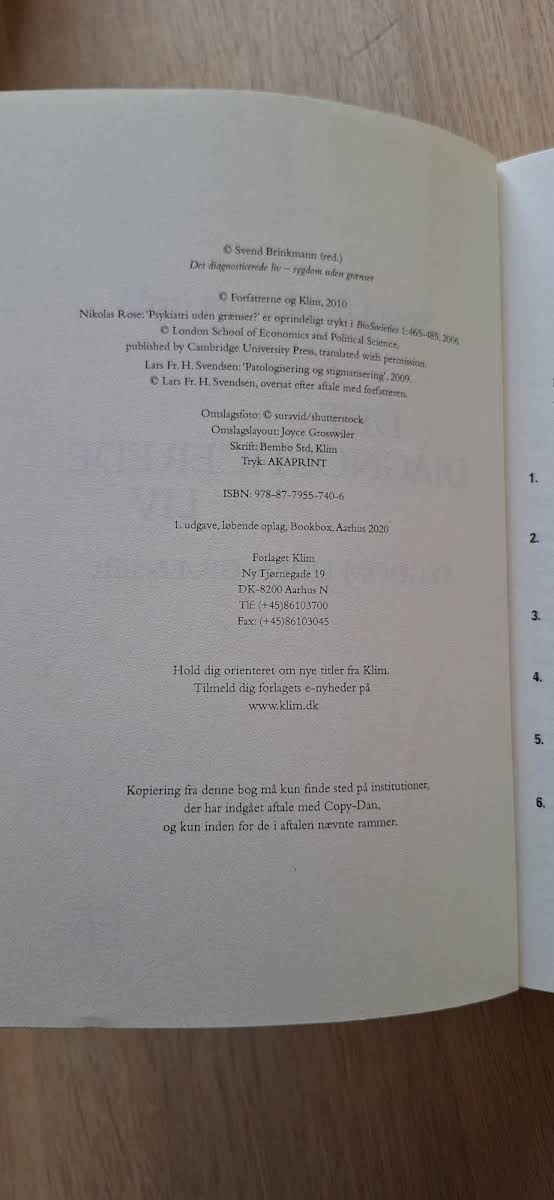 © Svend Brinkmann (red.)
Det diagnosticerede liv – sygdom uden grænser
© Forfatterne og Klim, 2010
Nikolas Rose: 'Psykiatri uden grænser?' er oprindeligt trykt i BioSocieties 1:465-485, 2006
© London School of Economics and Political Science,
published by Cambridge University Press, translated with permission.
Lars Fr. H. Svendsen: 'Patologisering og stigmatisering', 2009.
© Lars Fr. H. Svendsen, oversat efter aftale med forfatteren.
Omslagsfoto: © suravid/shutterstock
Omslagslayout: Joyce Grosswiler
Skrift: Bembo Std, Klim
Tryk: AKAPRINT
ISBN: 978-87-7955-740-6
1. udgave, løbende oplag, Bookbox, Aarhus 2020
Forlaget Klim
Ny Tjørnegade 19
DK-8200 Aarhus N
Tlf: (+45)86103700
Fax: (+45)86103045
Hold dig orienteret om nye titler fra Klim.
Tilmeld dig forlagets e-nyheder på
www.klim.dk
Kopiering fra denne bog må kun finde sted på institutioner,
der har indgået aftale med Copy-Dan,
og kun inden for de i aftalen nævnte rammer.
1.
2.
3.
4.
5.
6.